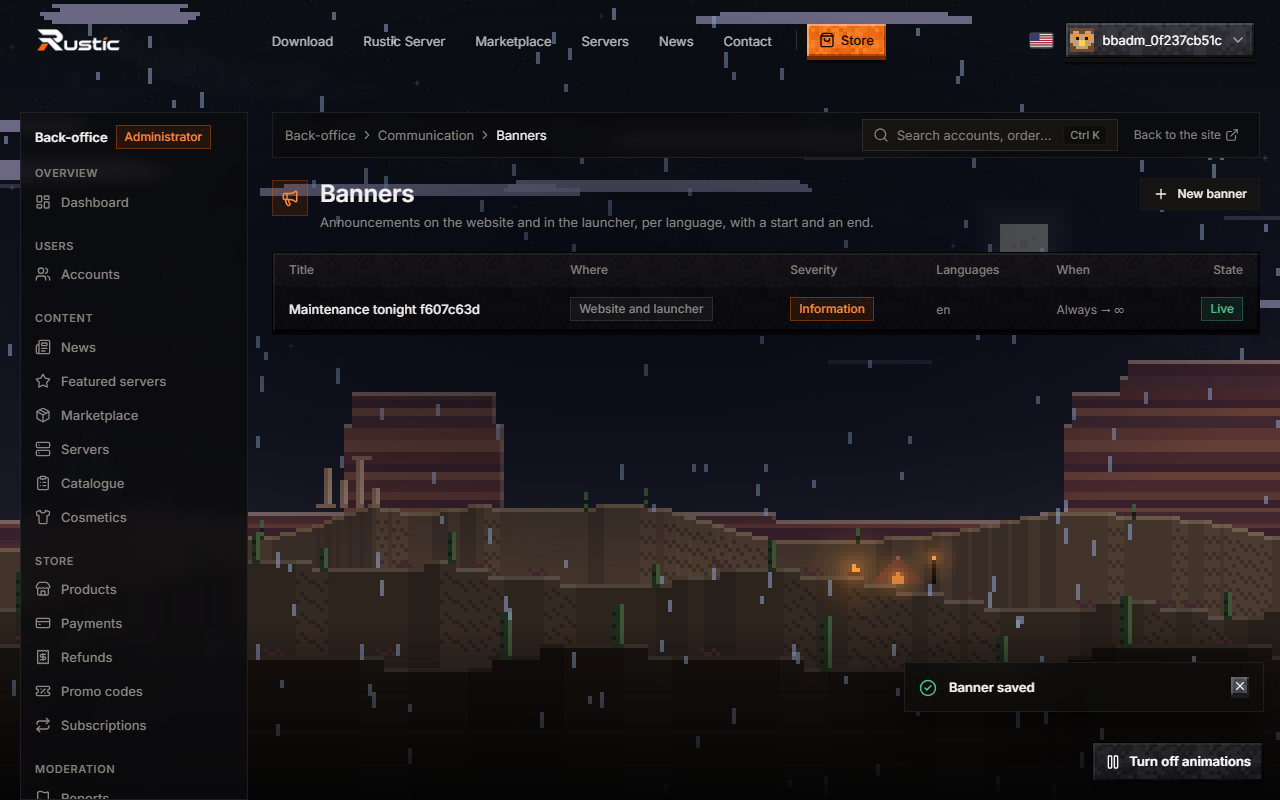 Rustic
Download
Rustic Server
Marketplace
Servers
News
Contact
Store
bbadm_0f237cb51c
Back-office
Administrator
OVERVIEW
Dashboard
USERS
Accounts
CONTENT
News
Featured servers
Marketplace
Servers
Catalogue
Cosmetics
STORE
Products
Payments
Refunds
Promo codes
Subscriptions
MODERATION
Reports
Back-office > Communication > Banners
Search accounts, order...
Ctrl K
Back to the site
Banners
Announcements on the website and in the launcher, per language, with a start and an end.
New banner
Title Where Severity Languages When State
Maintenance tonight f607c63d Website and launcher Information en Always → ∞ Live
Banner saved
Turn off animations